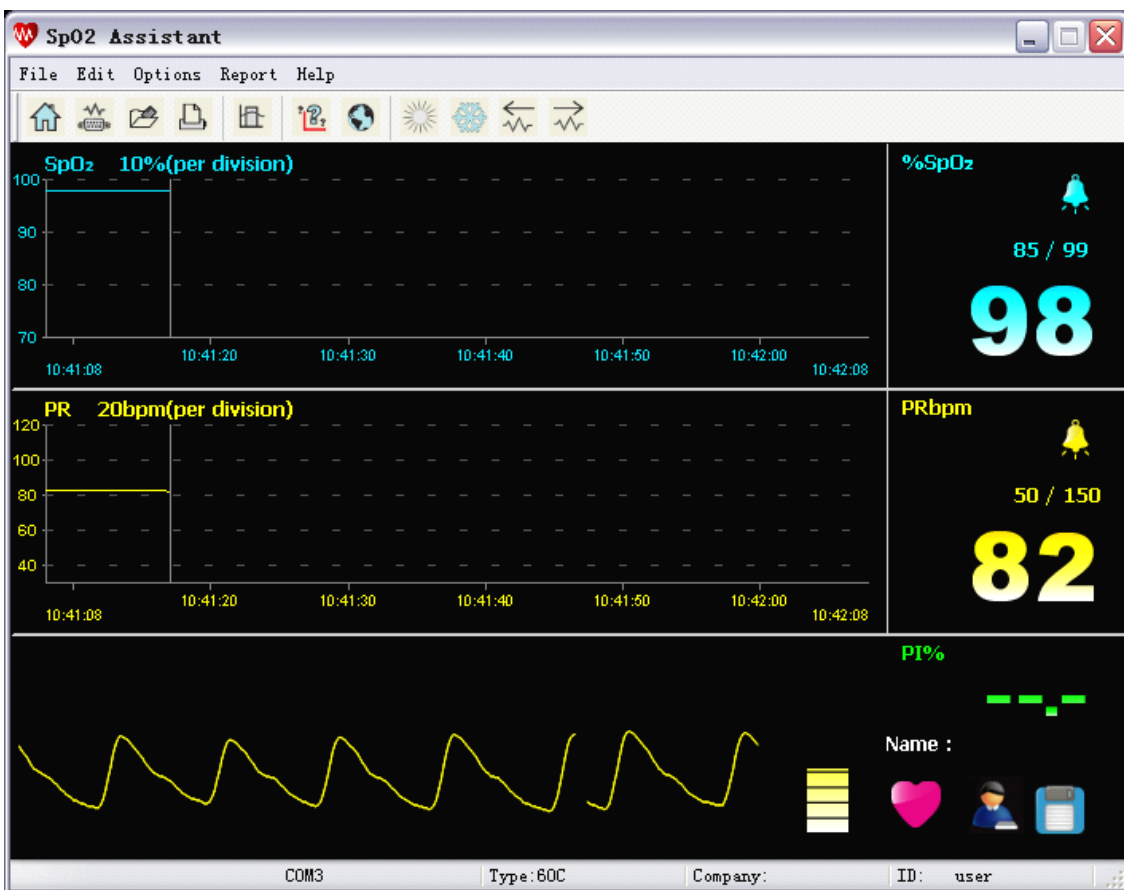 SpO2 Assistant
File Edit Options Report Help
SpO₂ 10%(per division)
100
90
80
70
10:41:08
10:41:20
10:41:30
10:41:40
10:41:50
10:42:00
10:42:08
%SpO₂
85 / 99
98
PR 20bpm(per division)
120
100
80
60
40
10:41:08
10:41:20
10:41:30
10:41:40
10:41:50
10:42:00
10:42:08
PRbpm
50 / 150
82
PI%
--.-
Name :
COM3 Type:60C Company: ID: user